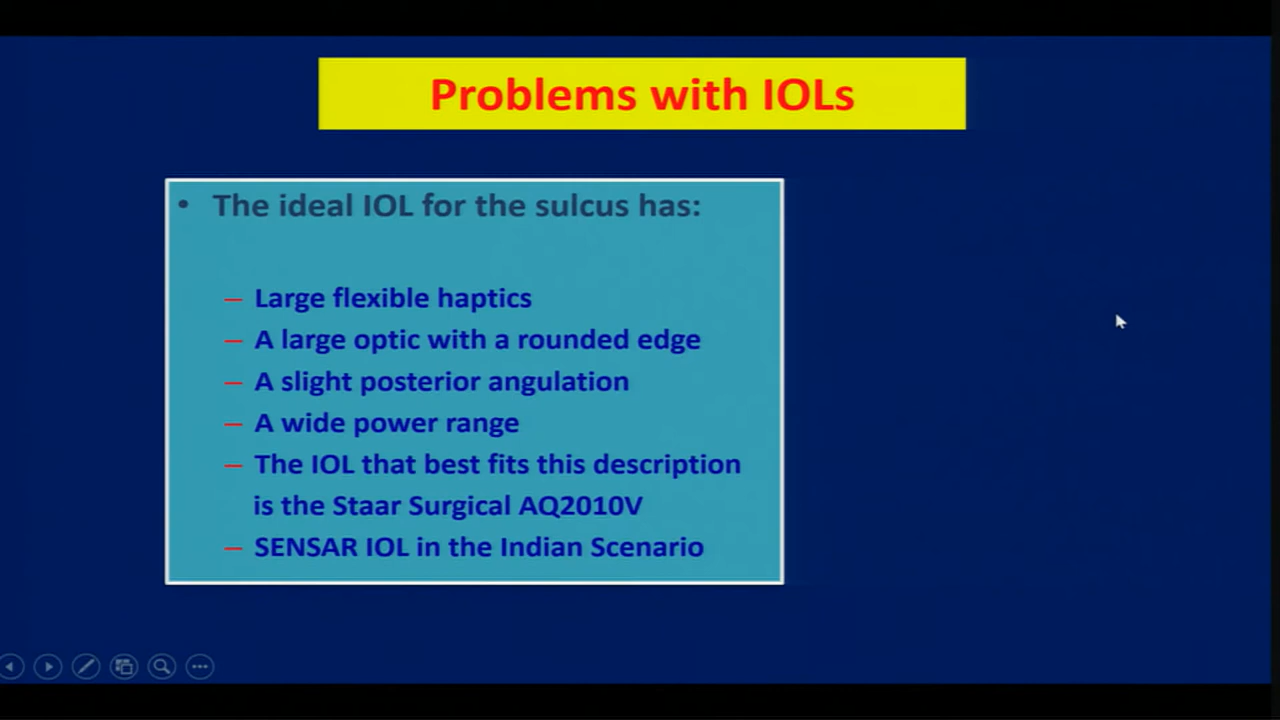 Problems with IOLs
• The ideal IOL for the sulcus has:
– Large flexible haptics
– A large optic with a rounded edge
– A slight posterior angulation
– A wide power range
– The IOL that best fits this description
is the Staar Surgical AQ2010V
– SENSAR IOL in the Indian Scenario